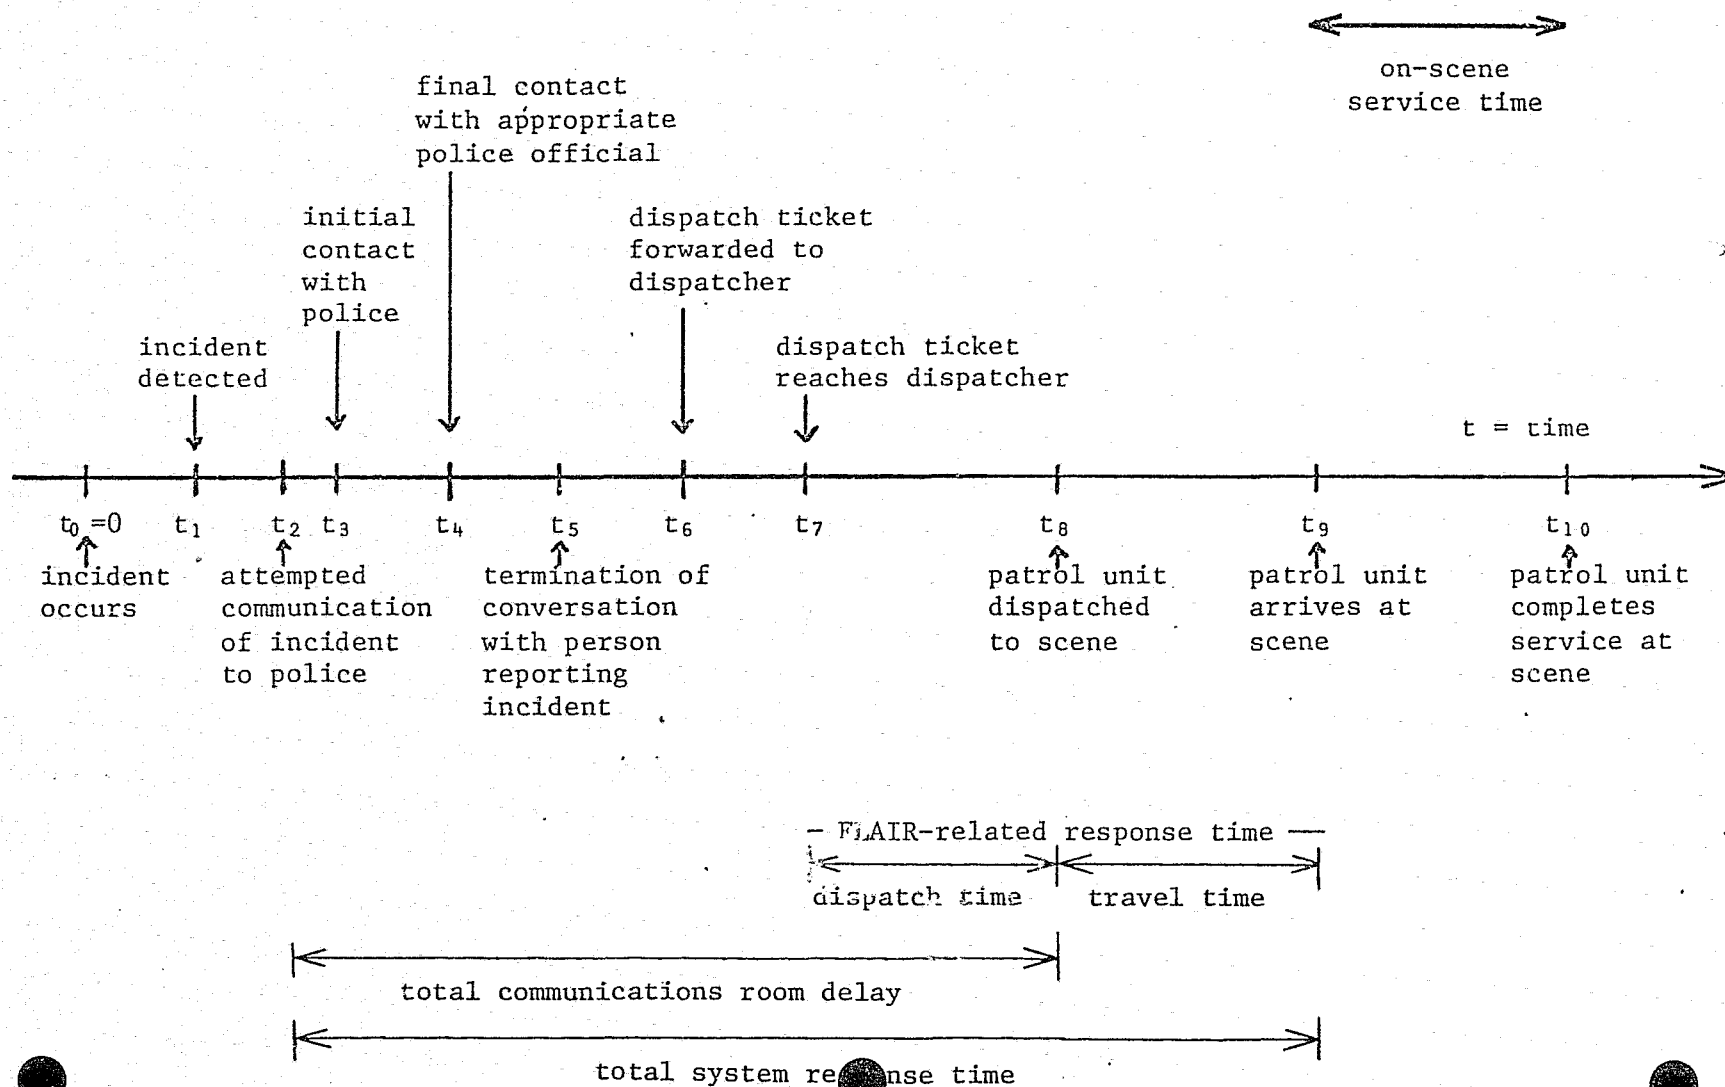 on-scene
service time
final contact
with appropriate
police official
initial
contact
with
police
dispatch ticket
forwarded to
dispatcher
incident
detected
dispatch ticket
reaches dispatcher
t = time
t₀ =0 t₁ t₂ t₃ t₄ t₅ t₆ t₇ t₈ t₉ t₁₀
incident
occurs
attempted
communication
of incident
to police
termination of
conversation
with person
reporting
incident
patrol unit
dispatched
to scene
patrol unit
arrives at
scene
patrol unit
completes
service at
scene
FLAIR-related response time
dispatch time
travel time
total communications room delay
total system time